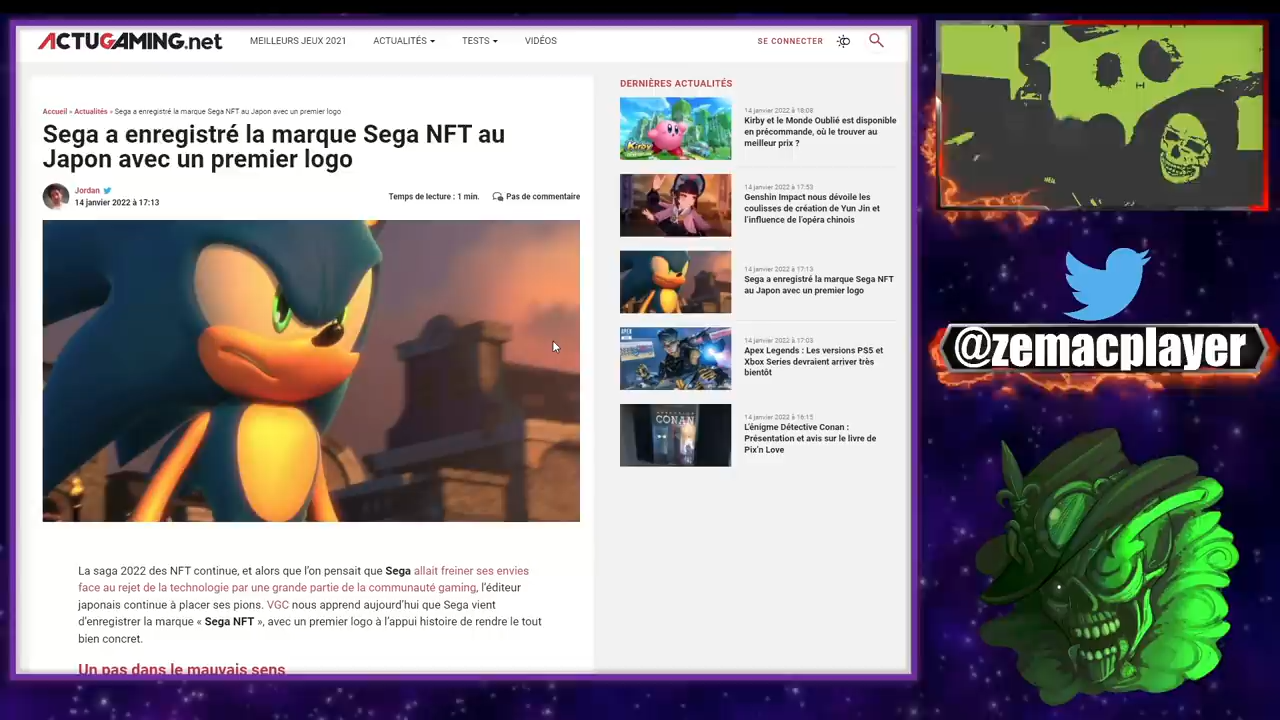 ACTUGAMING.net
MEILLEURS JEUX 2021
ACTUALITÉS
TESTS
VIDÉOS
SE CONNECTER
Accueil » Actualités » Sega a enregistré la marque Sega NFT au Japon avec un premier logo
Sega a enregistré la marque Sega NFT au
Japon avec un premier logo
Jordan
14 janvier 2022 à 17:13
Temps de lecture : 1 min.
Pas de commentaire
La saga 2022 des NFT continue, et alors que l'on pensait que Sega allait freiner ses envies
face au rejet de la technologie par une grande partie de la communauté gaming, l'éditeur
japonais continue à placer ses pions. VGC nous apprend aujourd'hui que Sega vient
d'enregistrer la marque « Sega NFT », avec un premier logo à l'appui histoire de rendre le tout
bien concret.
Un pas dans le mauvais sens
DERNIÈRES ACTUALITÉS
Kirby
14 janvier 2022 à 18:08
Kirby et le Monde Oublié est disponible
en précommande, où le trouver au
meilleur prix ?
14 janvier 2022 à 17:53
Genshin Impact nous dévoile les
coulisses de création de Yun Jin et
l'influence de l'opéra chinois
14 janvier 2022 à 17:13
Sega a enregistré la marque Sega NFT
au Japon avec un premier logo
APEX
14 janvier 2022 à 17:03
Apex Legends : Les versions PS5 et
Xbox Series devraient arriver très
bientôt
CONAN
14 janvier 2022 à 16:15
L'énigme Détective Conan :
Présentation et avis sur le livre de
Pix'n Love
@zemacplayer